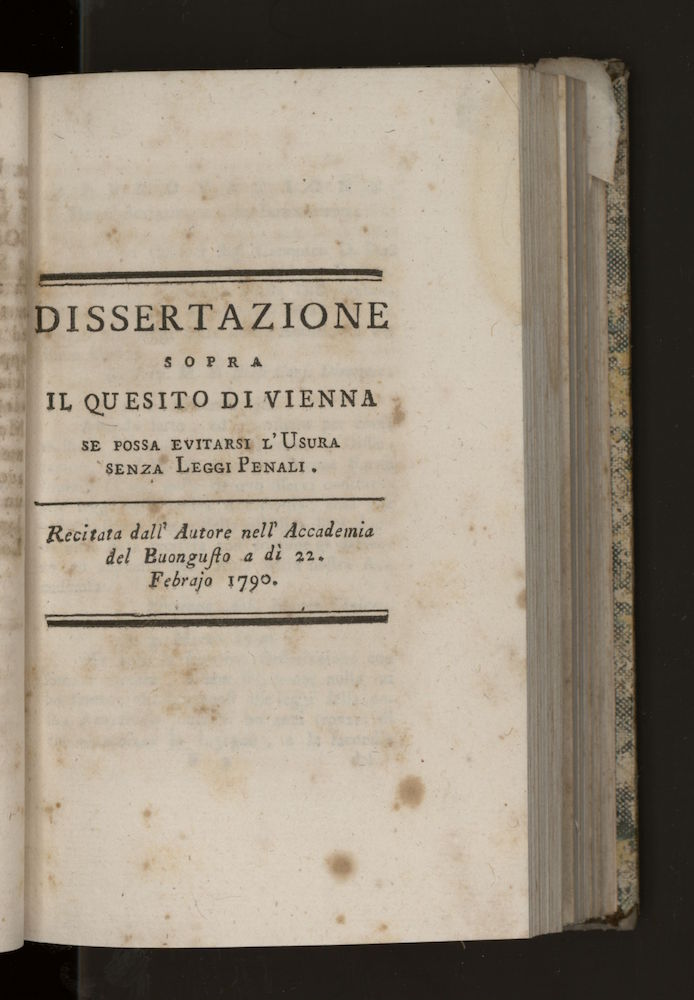 DISSERTAZIONE
SOPRA
IL QUESITO DI VIENNA
SE POSSA EVITARSI L'USURA
SENZA LEGGI PENALI.
Recitata dall' Autore nell' Accademia
del Buongusto a dì 22.
Febrajo 1790.